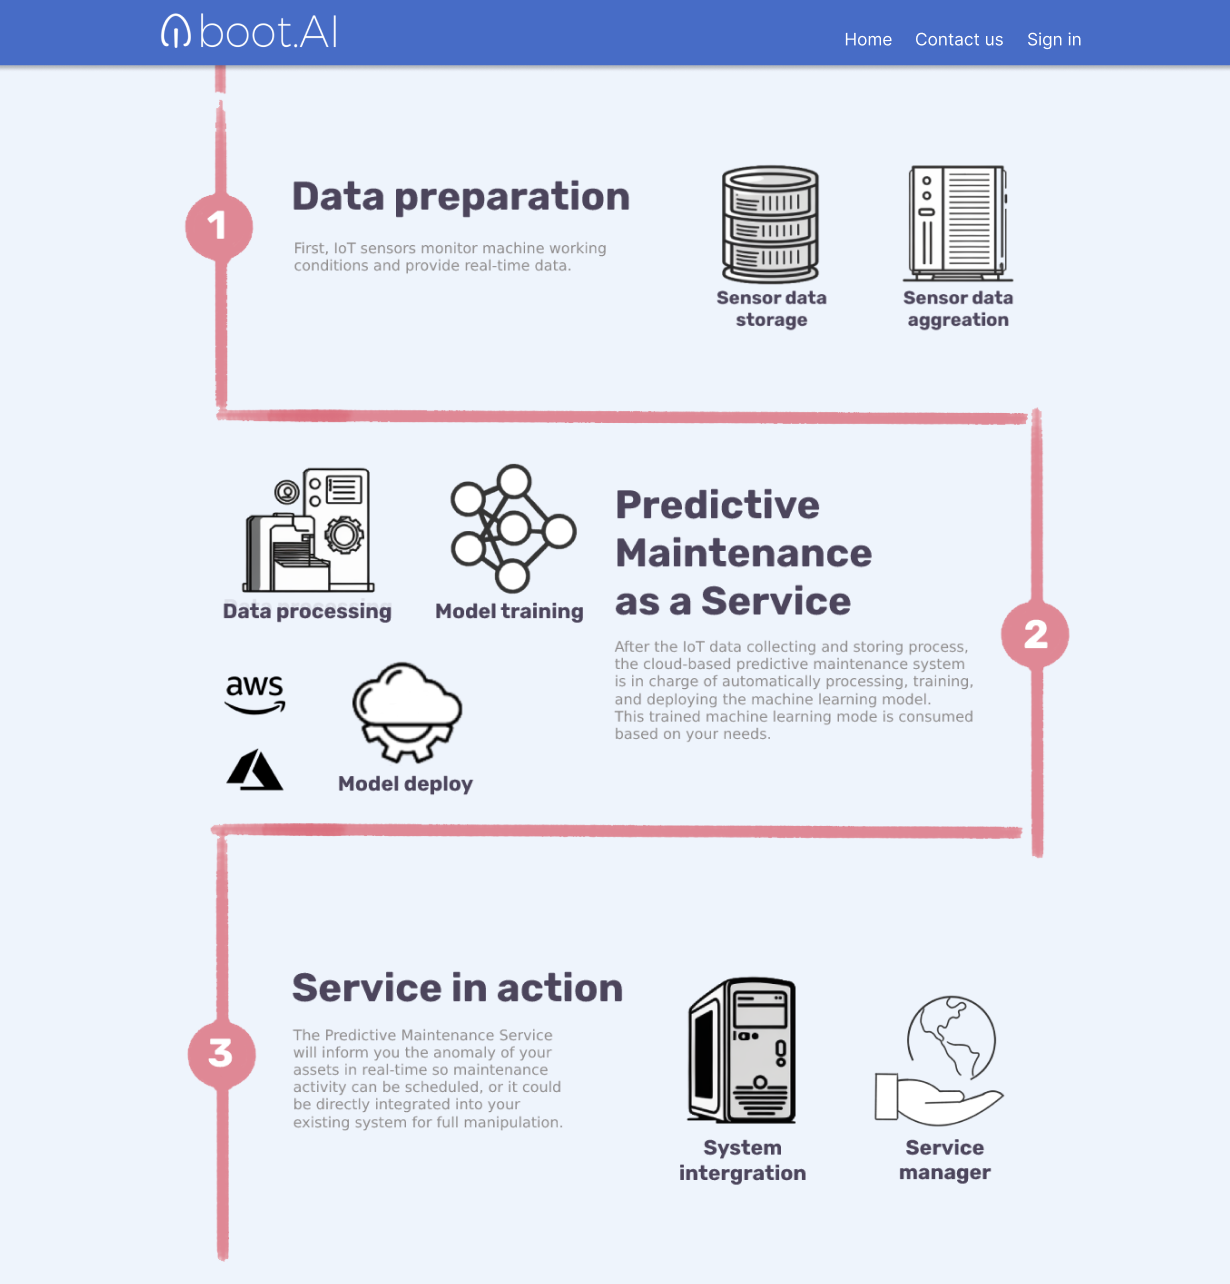 boot.AI
Home Contact us Sign in
1
Data preparation
First, IoT sensors monitor machine working
conditions and provide real-time data.
Sensor data
storage
Sensor data
aggreation
Data processing
Model training
aws
Model deploy
Predictive
Maintenance
as a Service
After the IoT data collecting and storing process,
the cloud-based predictive maintenance system
is in charge of automatically processing, training,
and deploying the machine learning model.
This trained machine learning mode is consumed
based on your needs.
2
3
Service in action
The Predictive Maintenance Service
will inform you the anomaly of your
assets in real-time so maintenance
activity can be scheduled, or it could
be directly integrated into your
existing system for full manipulation.
System
intergration
Service
manager